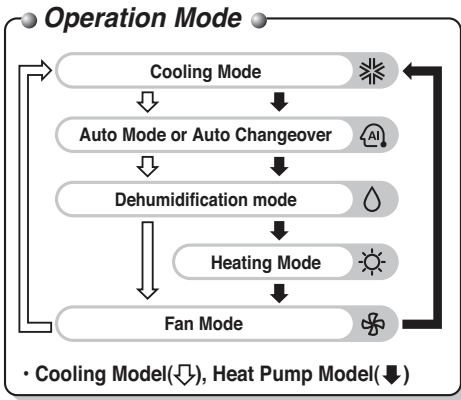 Operation Mode
Cooling Mode
Auto Mode or Auto Changeover
AI
Dehumidification mode
Heating Mode
Fan Mode
· Cooling Model(⇩), Heat Pump Model(⬇)